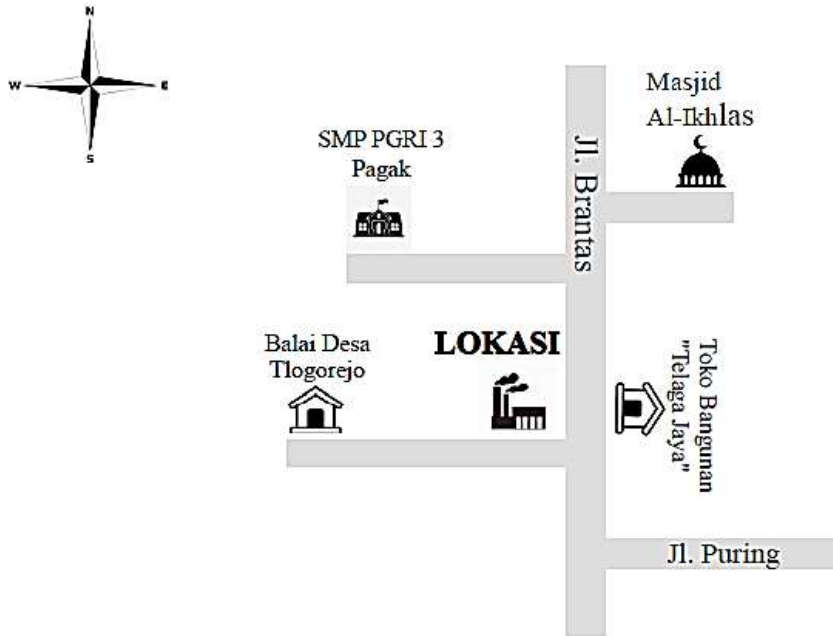 N
W
E
S
Masjid
Al-Ikhlas
SMP PGRI 3
Pagak
Jl. Brantas
Balai Desa
Tlogorejo
LOKASI
Toko Bangunan
"Telaga Jaya"
Jl. Puring